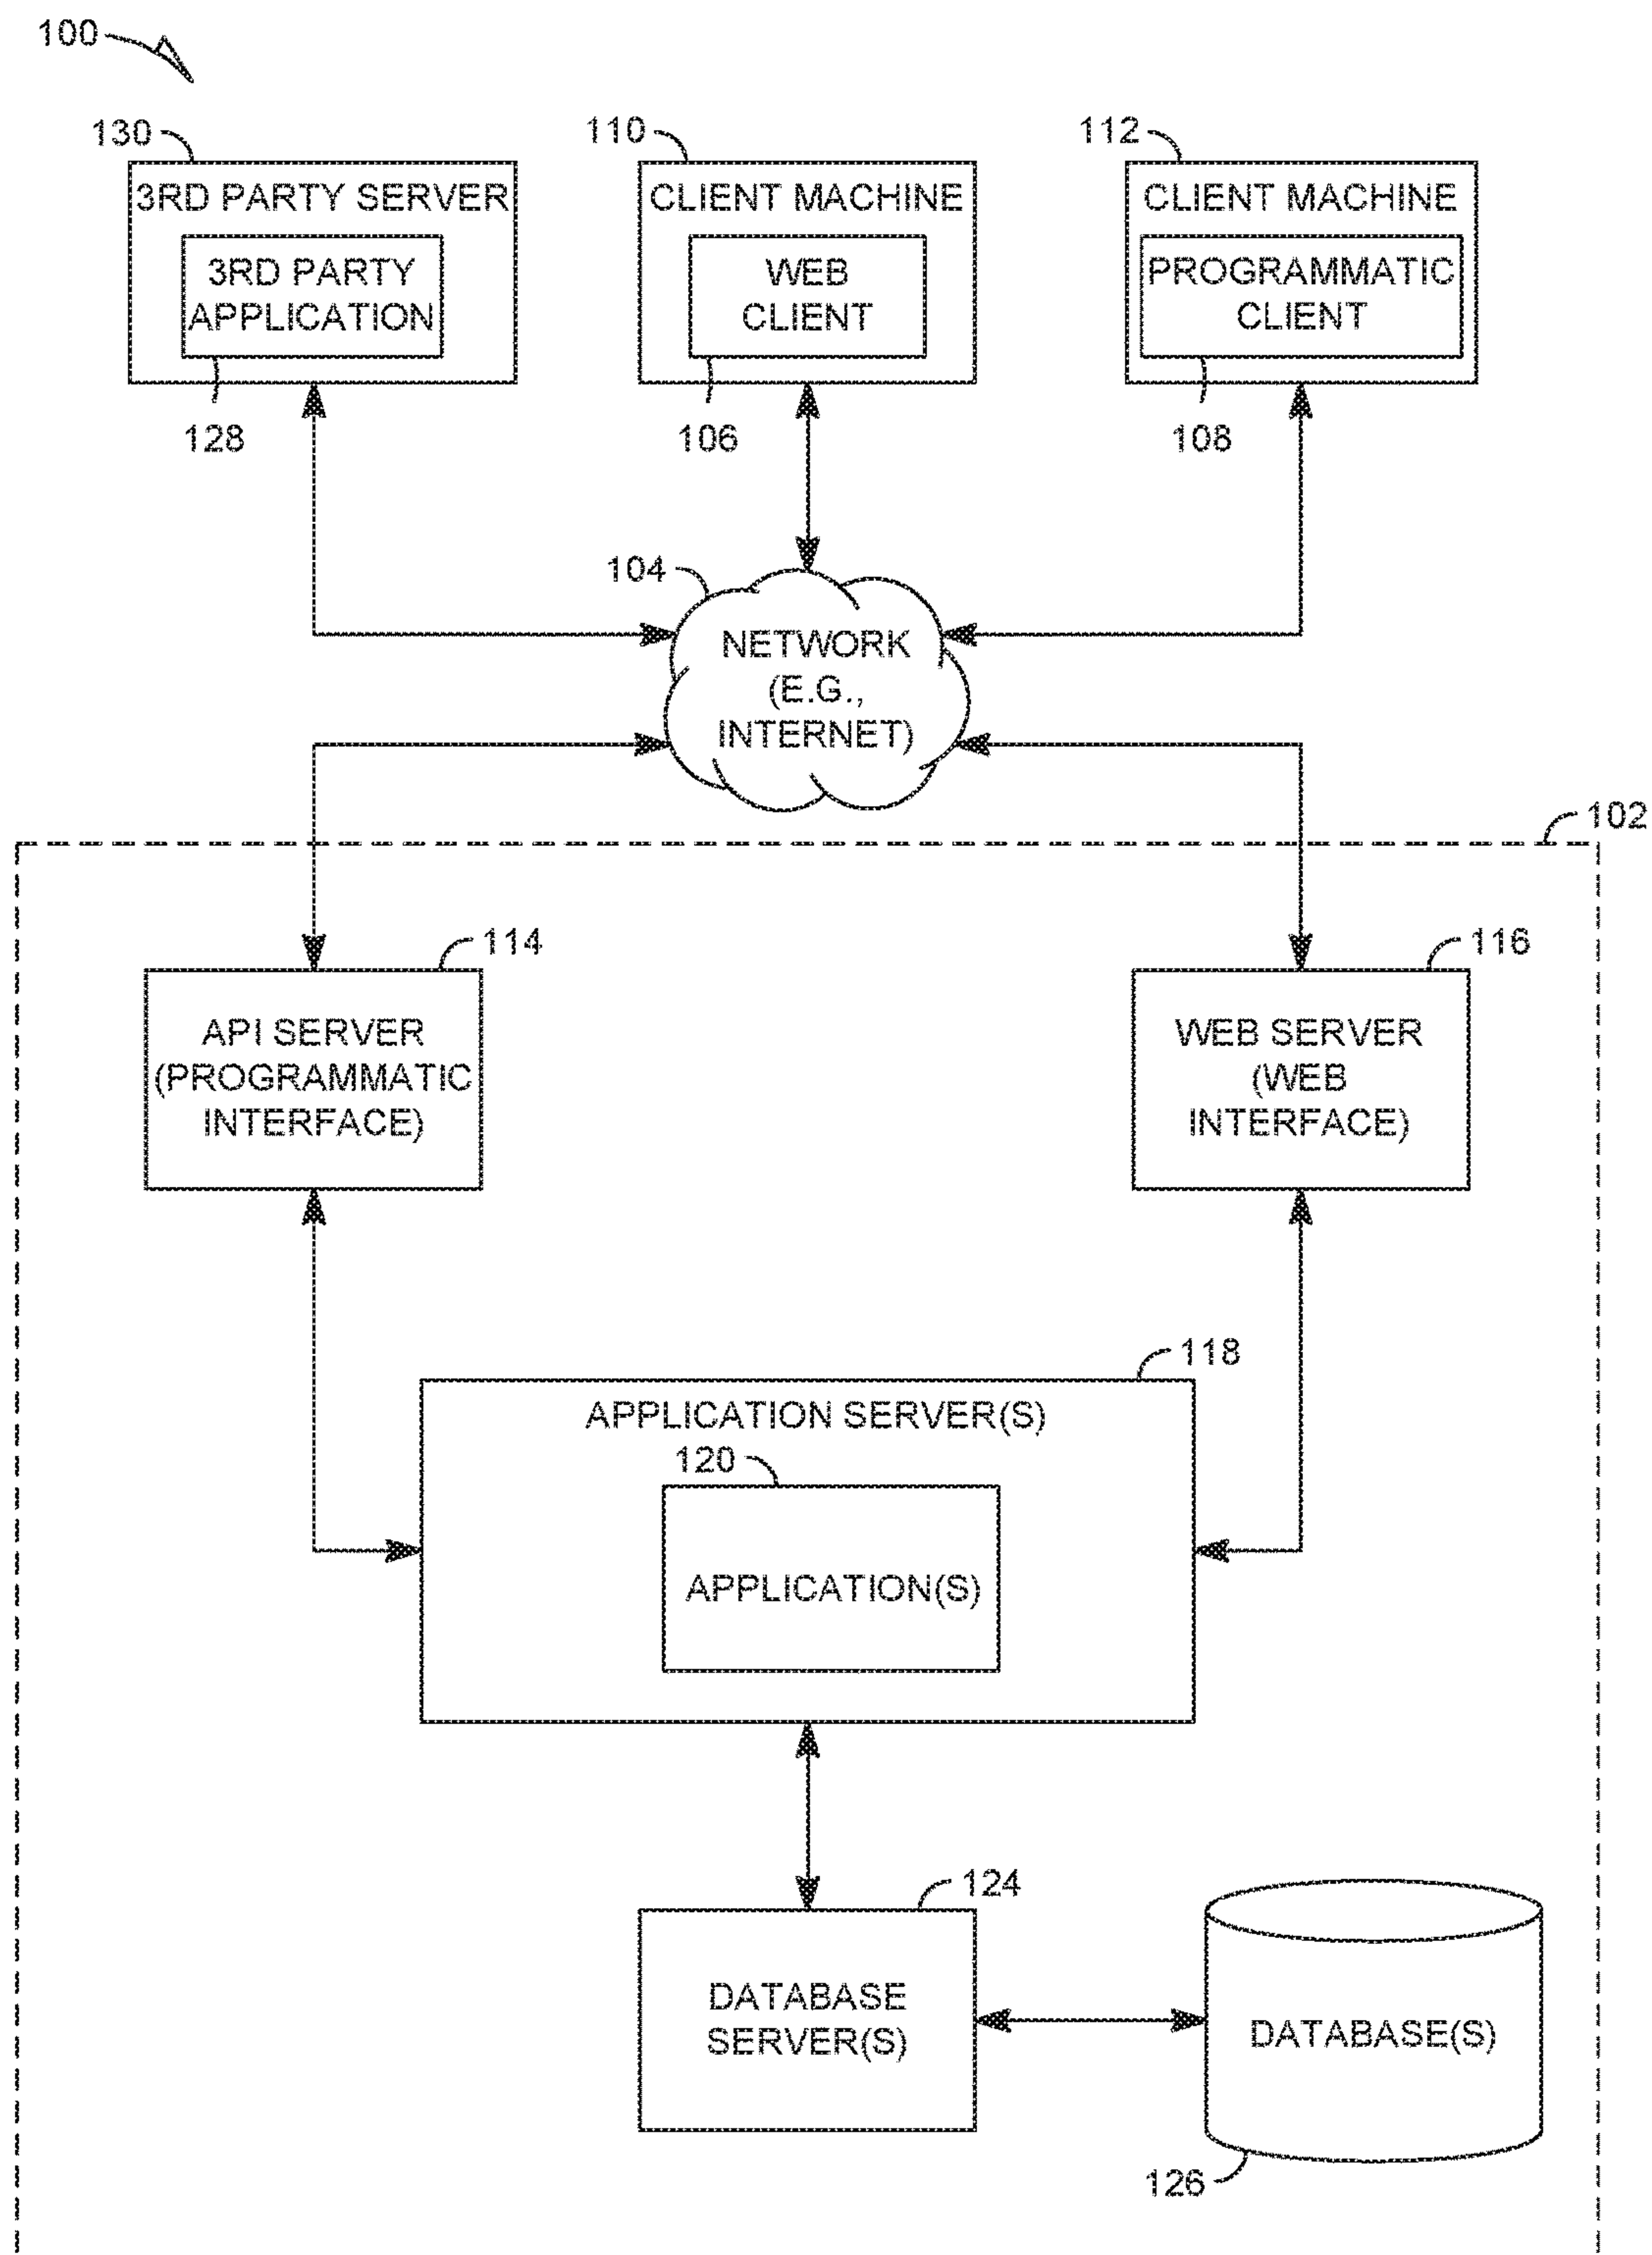 100
130
110
112
3RD PARTY SERVER
3RD PARTY
APPLICATION
128
CLIENT MACHINE
WEB
CLIENT
106
CLIENT MACHINE
PROGRAMMATIC
CLIENT
108
104
NETWORK
(E.G.,
INTERNET)
102
114
API SERVER
(PROGRAMMATIC
INTERFACE)
116
WEB SERVER
(WEB
INTERFACE)
118
APPLICATION SERVER(S)
120
APPLICATION(S)
124
DATABASE
SERVER(S)
DATABASE(S)
126